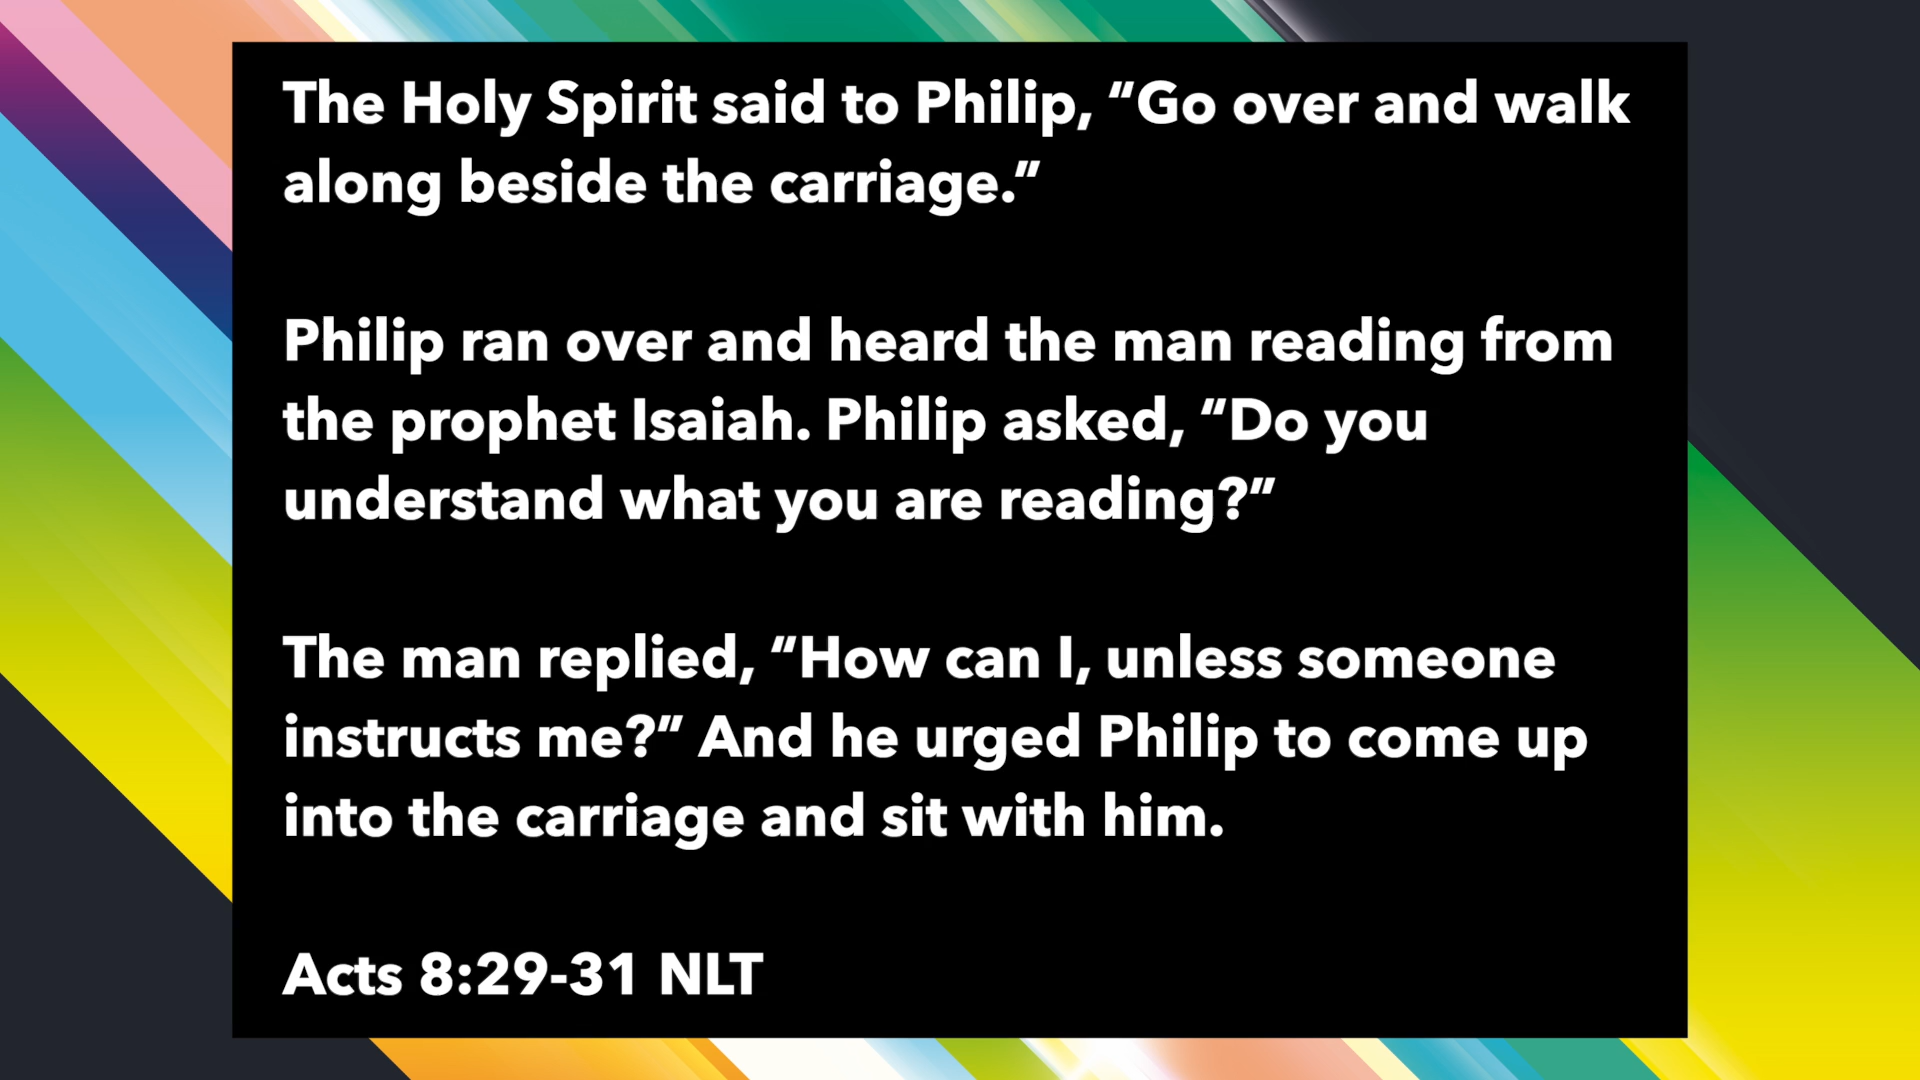 The Holy Spirit said to Philip, “Go over and walk
along beside the carriage.”
Philip ran over and heard the man reading from
the prophet Isaiah. Philip asked, “Do you
understand what you are reading?”
The man replied, “How can I, unless someone
instructs me?” And he urged Philip to come up
into the carriage and sit with him.
Acts 8:29-31 NLT